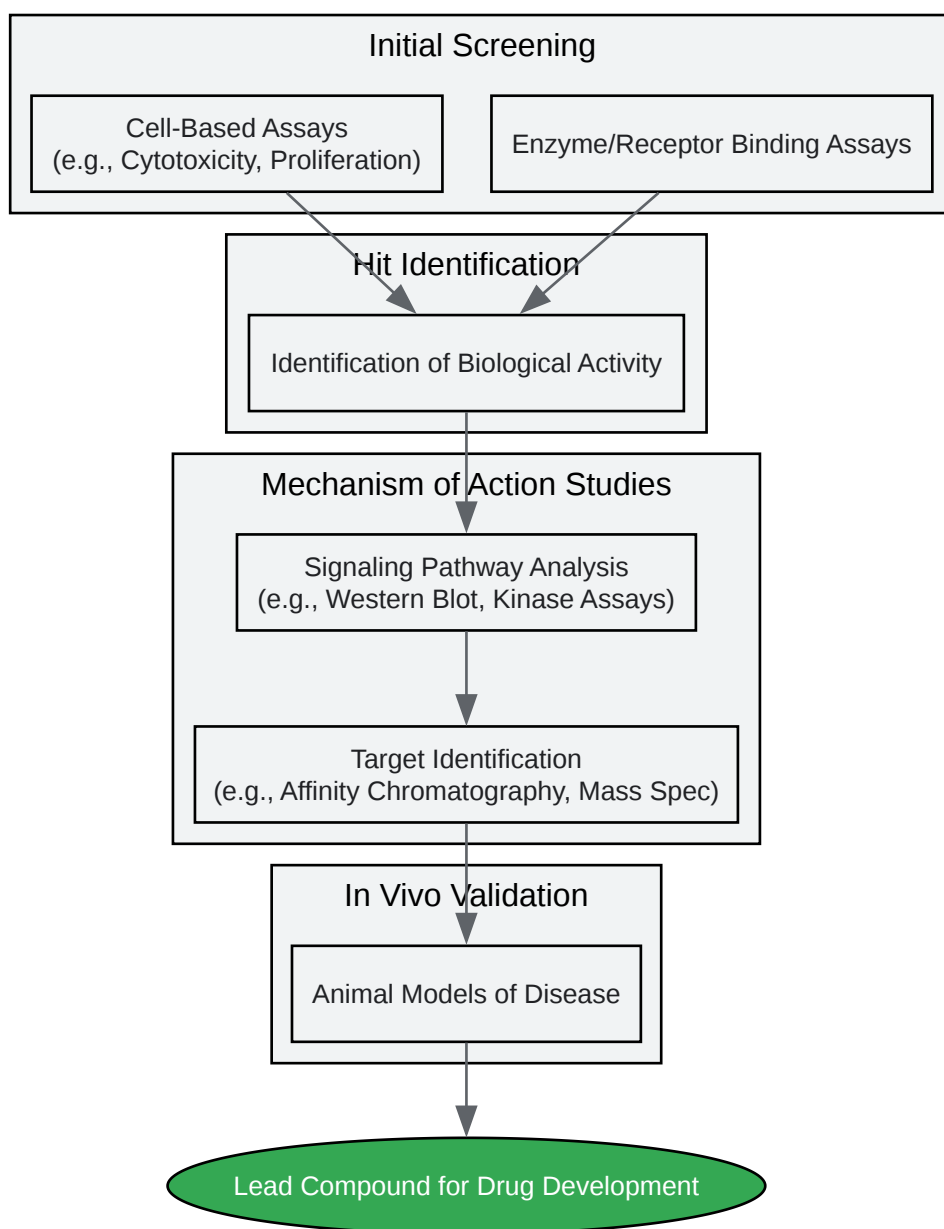 Initial Screening
Cell-Based Assays
(e.g., Cytotoxicity, Proliferation)
Enzyme/Receptor Binding Assays
Hit Identification
Identification of Biological Activity
Mechanism of Action Studies
Signaling Pathway Analysis
(e.g., Western Blot, Kinase Assays)
Target Identification
(e.g., Affinity Chromatography, Mass Spec)
In Vivo Validation
Animal Models of Disease
Lead Compound for Drug Development